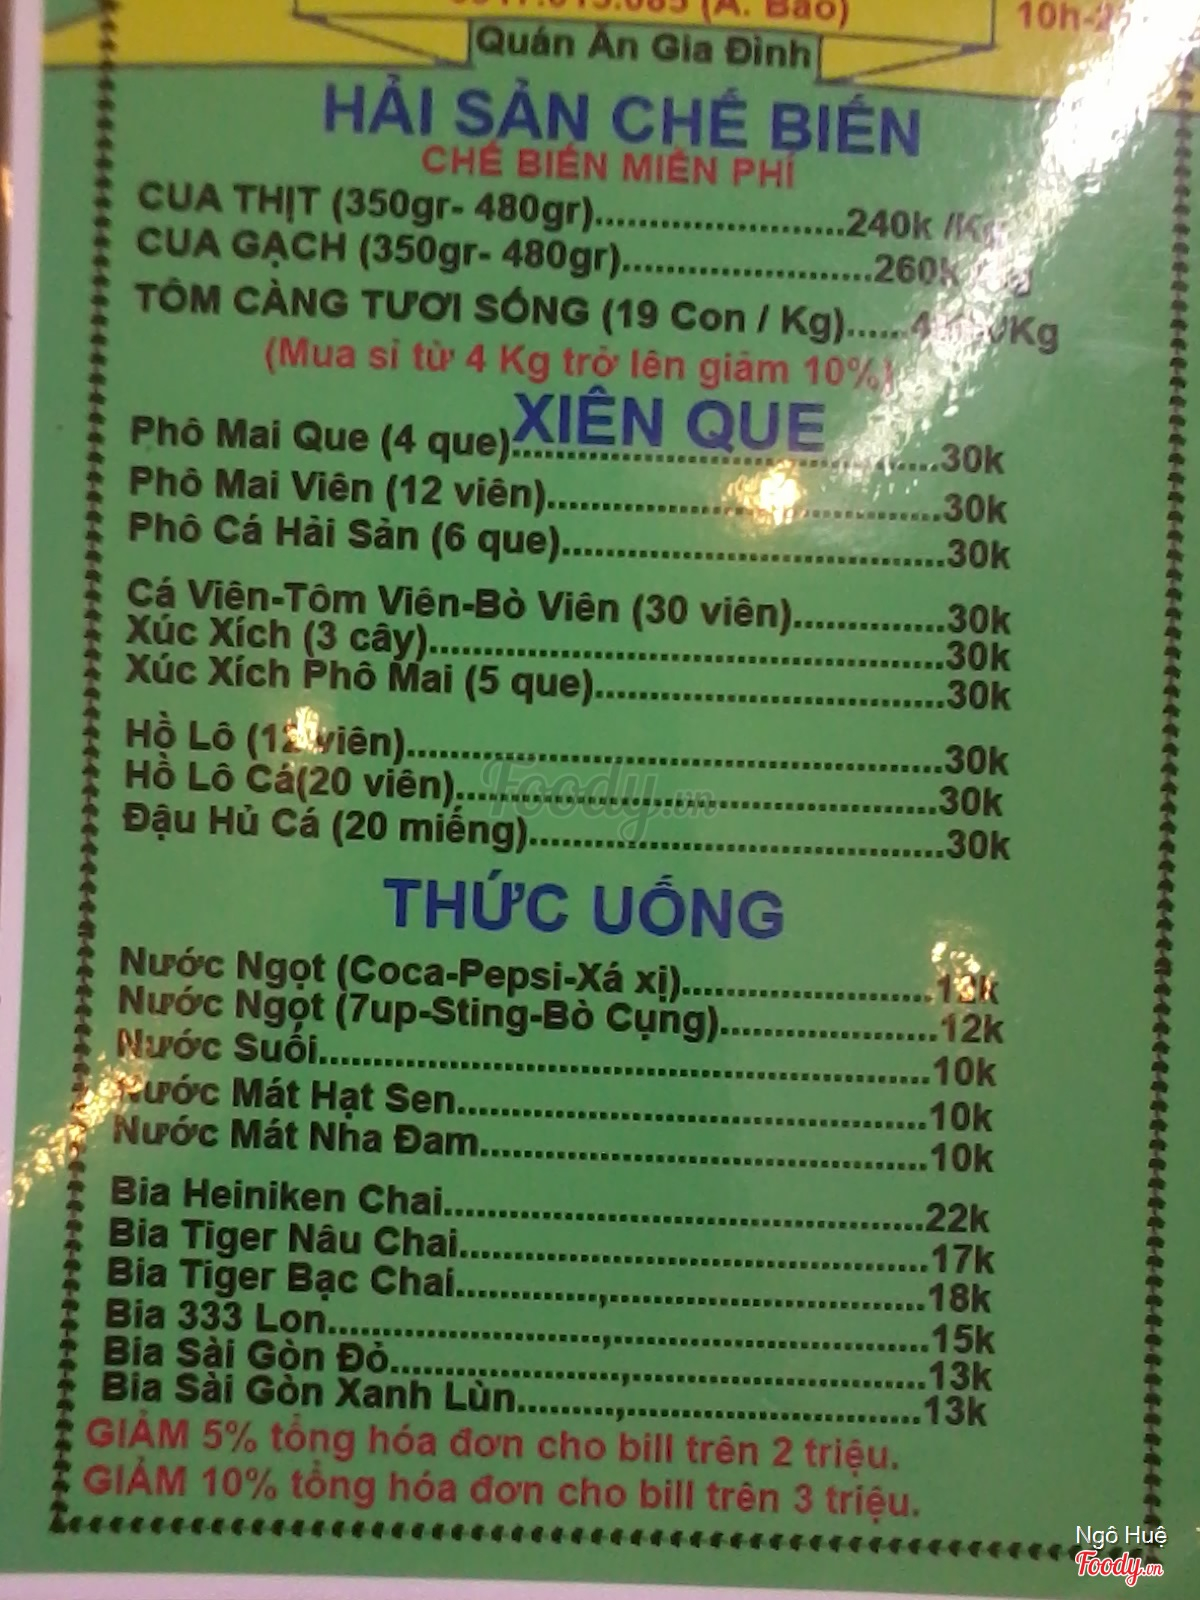 (A. Bảo)
Quán Ăn Gia Đình
HẢI SẢN CHẾ BIẾN
CHẾ BIẾN MIỄN PHÍ
CUA THỊT (350gr- 480gr)......................240k /Kg
CUA GẠCH (350gr- 480gr).......................260k
TÔM CÀNG TƯƠI SỐNG (19 Con / Kg)......
(Mua sỉ từ 4 Kg trở lên giảm 10%)
XIÊN QUE
Phô Mai Que (4 que)......................................30k
Phô Mai Viên (12 viên)...................................30k
Phô Cá Hải Sản (6 que)..................................30k
Cá Viên-Tôm Viên-Bò Viên (30 viên).............30k
Xúc Xích (3 cây)..............................................30k
Xúc Xích Phô Mai (5 que)...............................30k
Hồ Lô (12 viên)................................................30k
Hồ Lô Cá(20 viên)...........................................30k
Đậu Hủ Cá (20 miếng).....................................30k
THỨC UỐNG
Nước Ngọt (Coca-Pepsi-Xá xị).......................12k
Nước Ngọt (7up-Sting-Bò Cụng)....................12k
Nước Suối.......................................................10k
Nước Mát Hạt Sen...........................................10k
Nước Mát Nha Đam.........................................10k
Bia Heiniken Chai...........................................22k
Bia Tiger Nâu Chai..........................................17k
Bia Tiger Bạc Chai.............,.............................18k
Bia 333 Lon.........................,.............................15k
Bia Sài Gòn Đỏ.....................,...........................13k
Bia Sài Gòn Xanh Lùn.........,...........................13k
GIẢM 5% tổng hóa đơn cho bill trên 2 triệu.
GIẢM 10% tổng hóa đơn cho bill trên 3 triệu.
Foody.vn
Ngô Huệ
Foody.vn